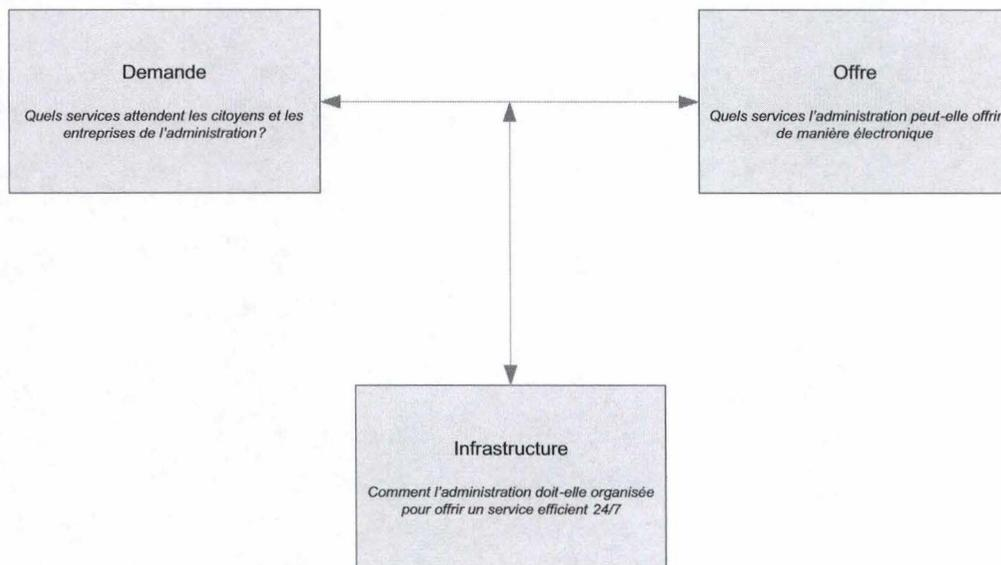 Demande
Quels services attendent les citoyens et les
entreprises de l'administration?
Offre
Quels services l'administration peut-elle offrir
de manière électronique
Infrastructure
Comment l'administration doit-elle organisée
pour offrir un service efficient 24/7